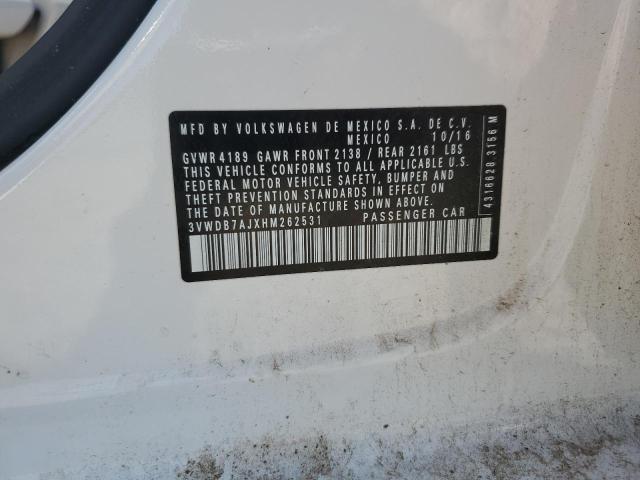 MFD BY VOLKSWAGEN DE MEXICO S.A. DE C.V.
MEXICO 10/16
GVWR 4189 GAWR FRONT 2138 / REAR 2161 LBS
THIS VEHICLE CONFORMS TO ALL APPLICABLE U.S.
FEDERAL MOTOR VEHICLE SAFETY, BUMPER AND
THEFT PREVENTION STANDARDS IN EFFECT ON
THE DATE OF MANUFACTURE SHOWN ABOVE.
3VWDB7AJXHM262531 PASSENGER CAR
43116628 3156 M